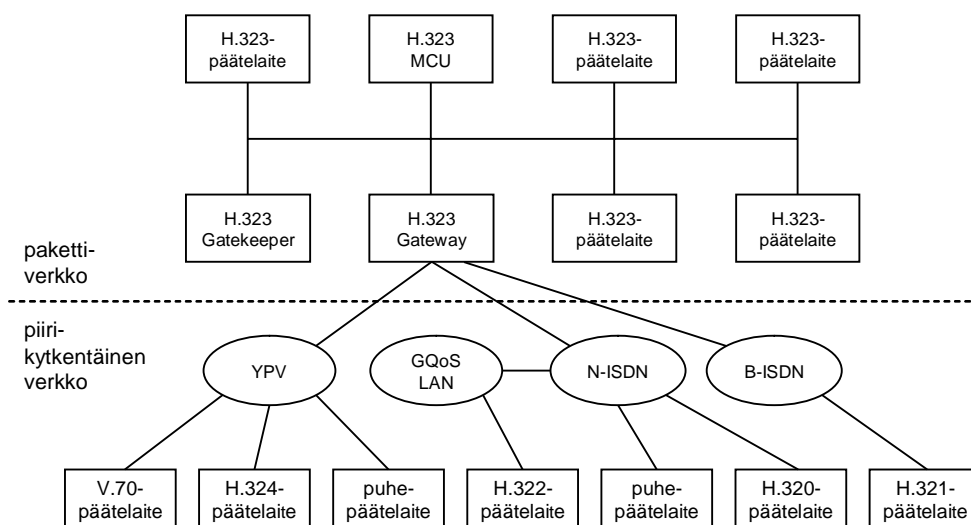 H.323-
päätelaite
H.323
MCU
H.323-
päätelaite
H.323-
päätelaite
H.323
Gatekeeper
H.323
Gateway
H.323-
päätelaite
H.323-
päätelaite
paketti-
verkko
piiri-
kytkentäinen
verkko
YPV
GQoS
LAN
N-ISDN
B-ISDN
V.70-
päätelaite
H.324-
päätelaite
puhe-
päätelaite
H.322-
päätelaite
puhe-
päätelaite
H.320-
päätelaite
H.321-
päätelaite